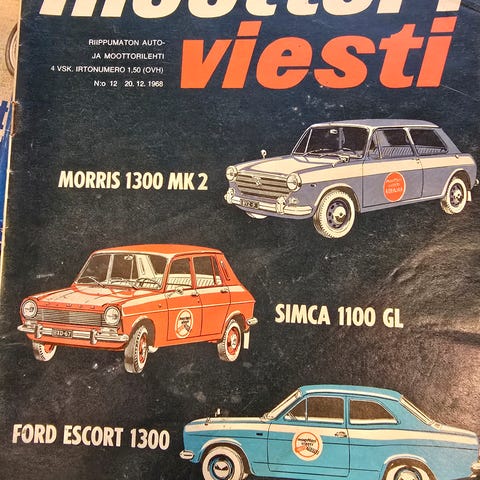 moottori
viesti
RIIPPUMATON AUTO-
JA MOOTTORILEHTI
4 VSK. IRTONUMERO 1,50 (OVH)
N:o 12 20. 12. 1968
MORRIS 1300 MK 2
SIMCA 1100 GL
FORD ESCORT 1300